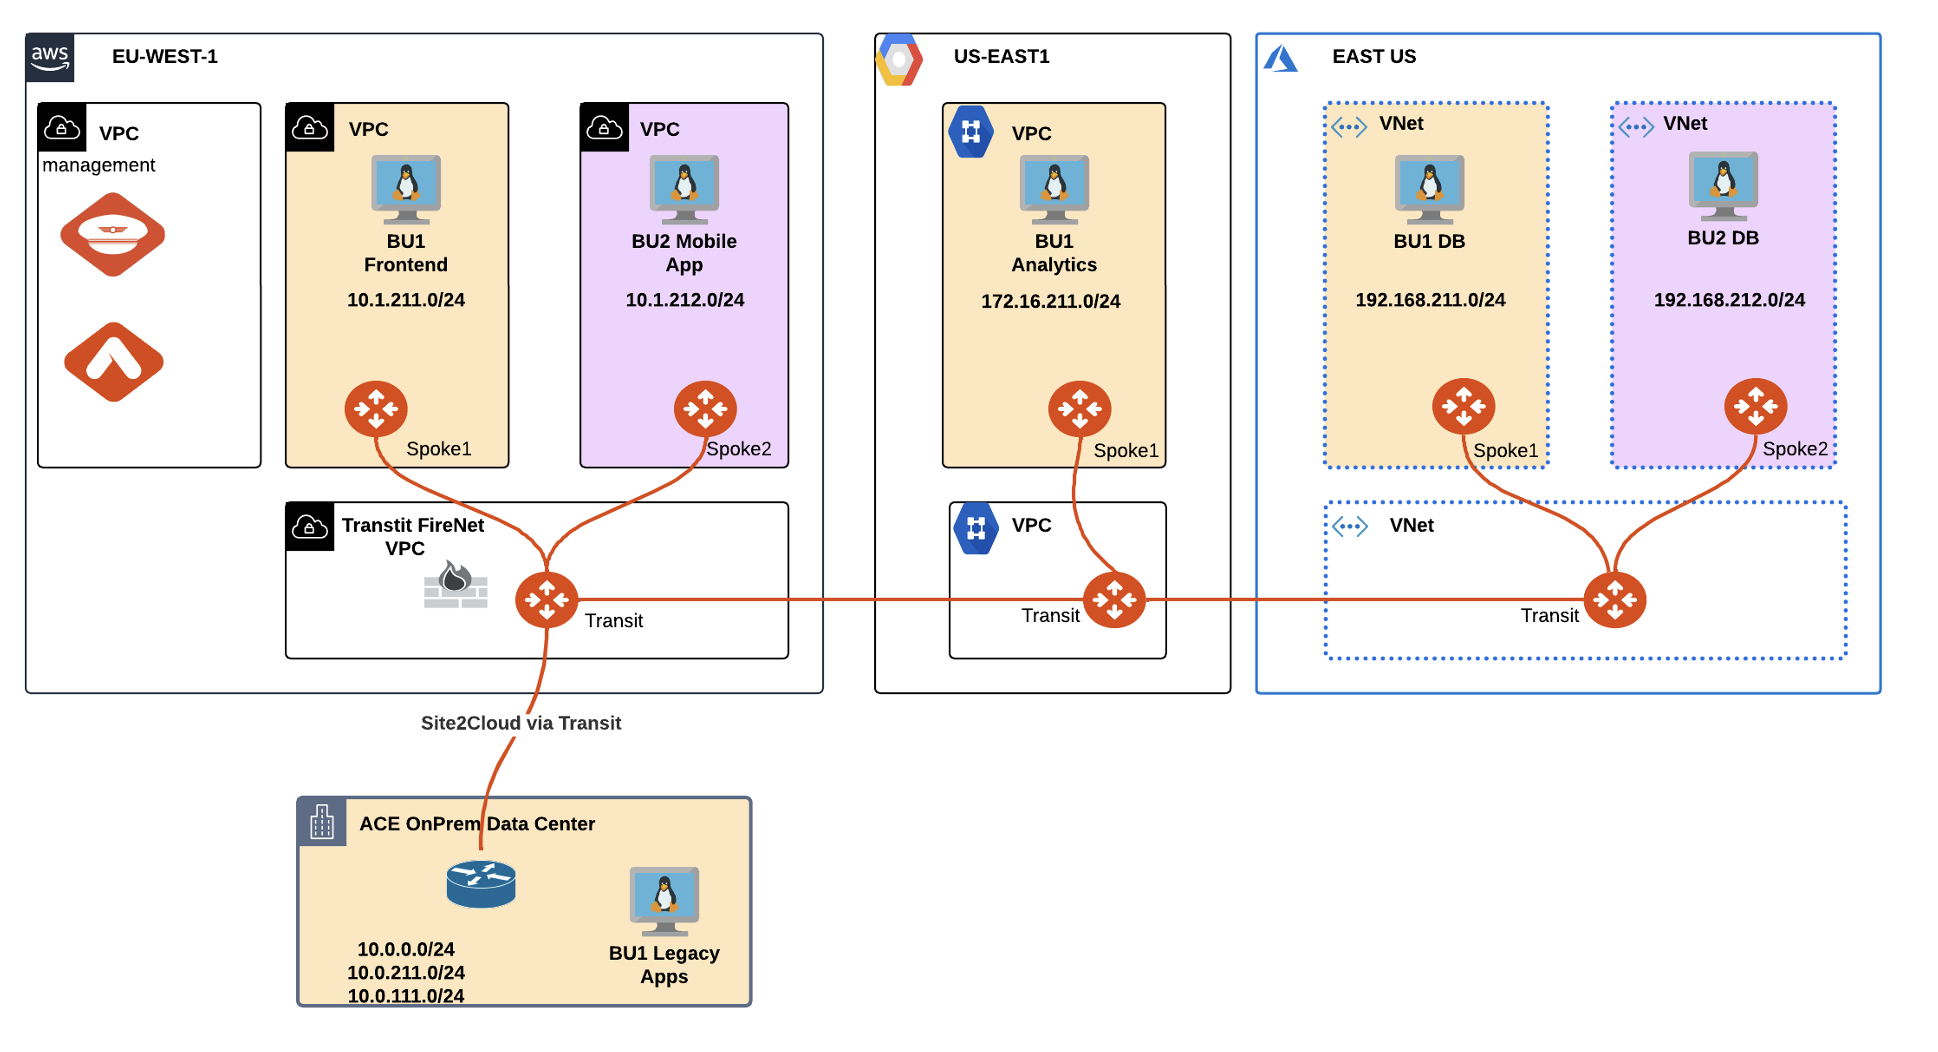 aws
EU-WEST-1
VPC
management
VPC
BU1
Frontend
10.1.211.0/24
Spoke1
VPC
BU2 Mobile
App
10.1.212.0/24
Spoke2
Transtit FireNet
VPC
Transit
US-EAST1
VPC
BU1
Analytics
172.16.211.0/24
Spoke1
VPC
Transit
EAST US
VNet
BU1 DB
192.168.211.0/24
Spoke1
VNet
BU2 DB
192.168.212.0/24
Spoke2
VNet
Transit
Site2Cloud via Transit
ACE OnPrem Data Center
10.0.0.0/24
10.0.211.0/24
10.0.111.0/24
BU1 Legacy
Apps